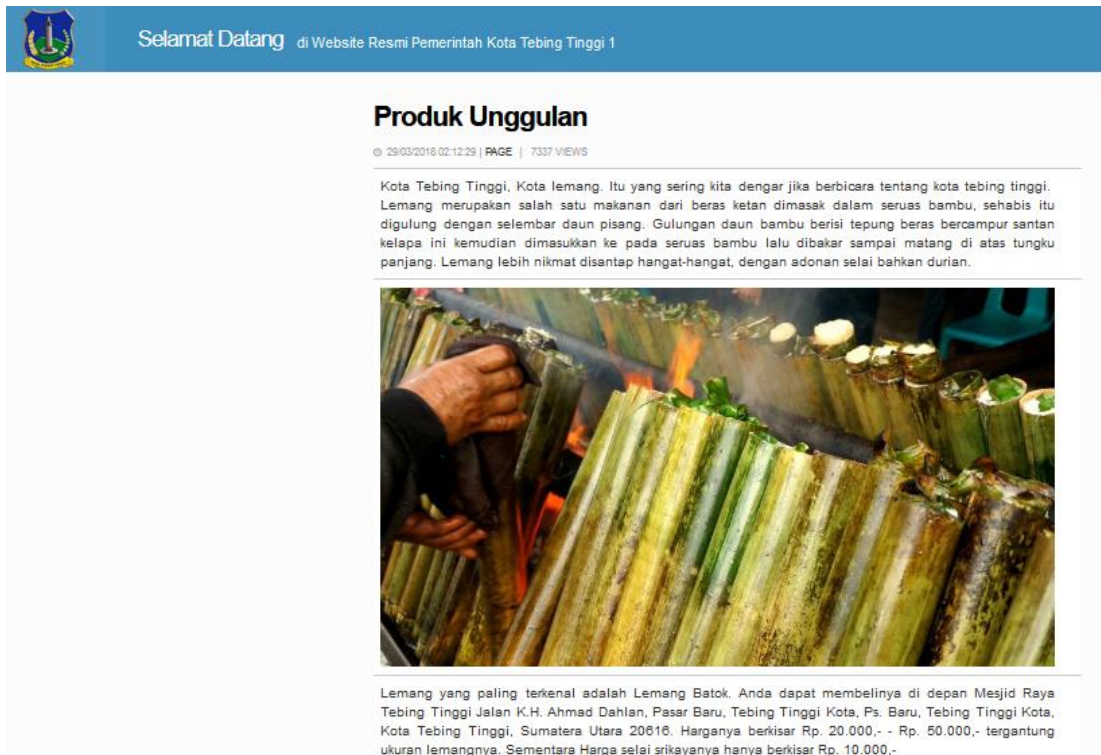 Selamat Datang di Website Resmi Pemerintah Kota Tebing Tinggi 1
Produk Unggulan
29/03/2018 02:12:29 | PAGE | 7337 VIEWS
Kota Tebing Tinggi, Kota lemang. Itu yang sering kita dengar jika berbicara tentang kota tebing tinggi.
Lemang merupakan salah satu makanan dari beras ketan dimasak dalam seruas bambu, sehabis itu
digulung dengan selembar daun pisang. Gulungan daun bambu berisi tepung beras bercampur santan
kelapa ini kemudian dimasukkan ke pada seruas bambu lalu dibakar sampai matang di atas tungku
panjang. Lemang lebih nikmat disantap hangat-hangat, dengan adonan selai bahkan durian.
Lemang yang paling terkenal adalah Lemang Batok. Anda dapat membelinya di depan Mesjid Raya
Tebing Tinggi Jalan K.H. Ahmad Dahlan, Pasar Baru, Tebing Tinggi Kota, Ps. Baru, Tebing Tinggi Kota,
Kota Tebing Tinggi, Sumatera Utara 20616. Harganya berkisar Rp. 20.000,- - Rp. 50.000,- tergantung
ukuran lemangnya. Sementara Harga selai srikayanya hanya berkisar Rp. 10.000,-